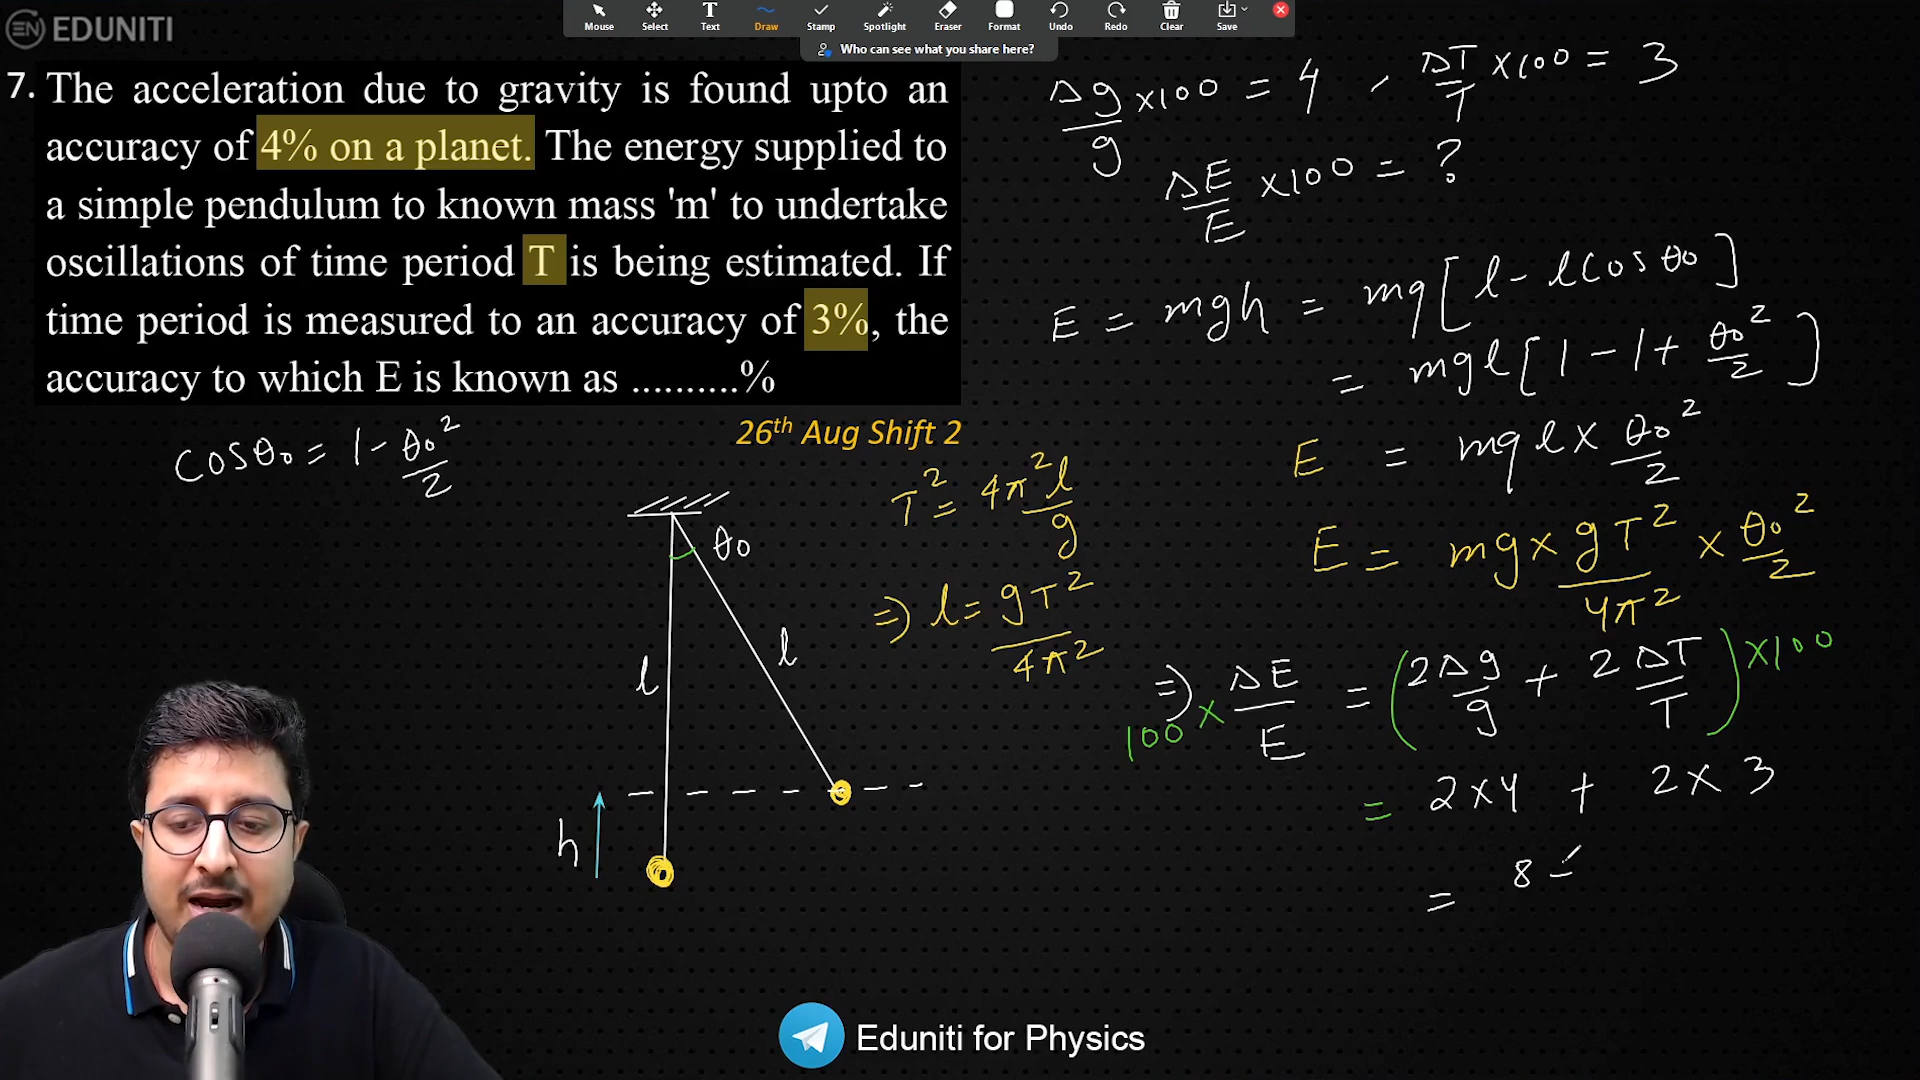 EN EDUNITI
Mouse Select Text Draw Stamp Spotlight Eraser Format Undo Redo Clear Save
Who can see what you share here?
7. The acceleration due to gravity is found upto an
accuracy of 4% on a planet. The energy supplied to
a simple pendulum to known mass 'm' to undertake
oscillations of time period T is being estimated. If
time period is measured to an accuracy of 3%, the
accuracy to which E is known as ..........%
26th Aug Shift 2
Δg/g ×100 = 4 , ΔT/T ×100 = 3
ΔE/E ×100 = ?
E = mgh = mg[l - l cos θ₀]
= mgl[1 - 1 + θ₀²/2]
E = mgl × θ₀²/2
E = mg × gT²/4π² × θ₀²/2
⇒ 100 × ΔE/E = (2Δg/g + 2ΔT/T) ×100
= 2×4 + 2×3
= 8
cosθ₀ = 1 - θ₀²/2
T² = 4π² l/g
⇒ l = gT²/4π²
θ₀
l
l
h
Eduniti for Physics